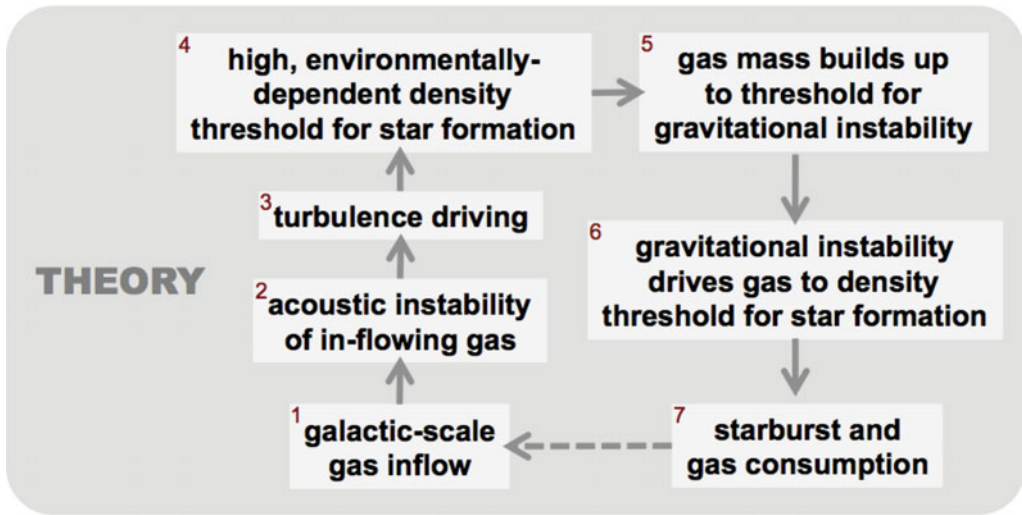 THEORY
1
galactic-scale
gas inflow
2
acoustic instability
of in-flowing gas
3
turbulence driving
4
high, environmentally-
dependent density
threshold for star formation
5
gas mass builds up
to threshold for
gravitational instability
6
gravitational instability
drives gas to density
threshold for star formation
7
starburst and
gas consumption